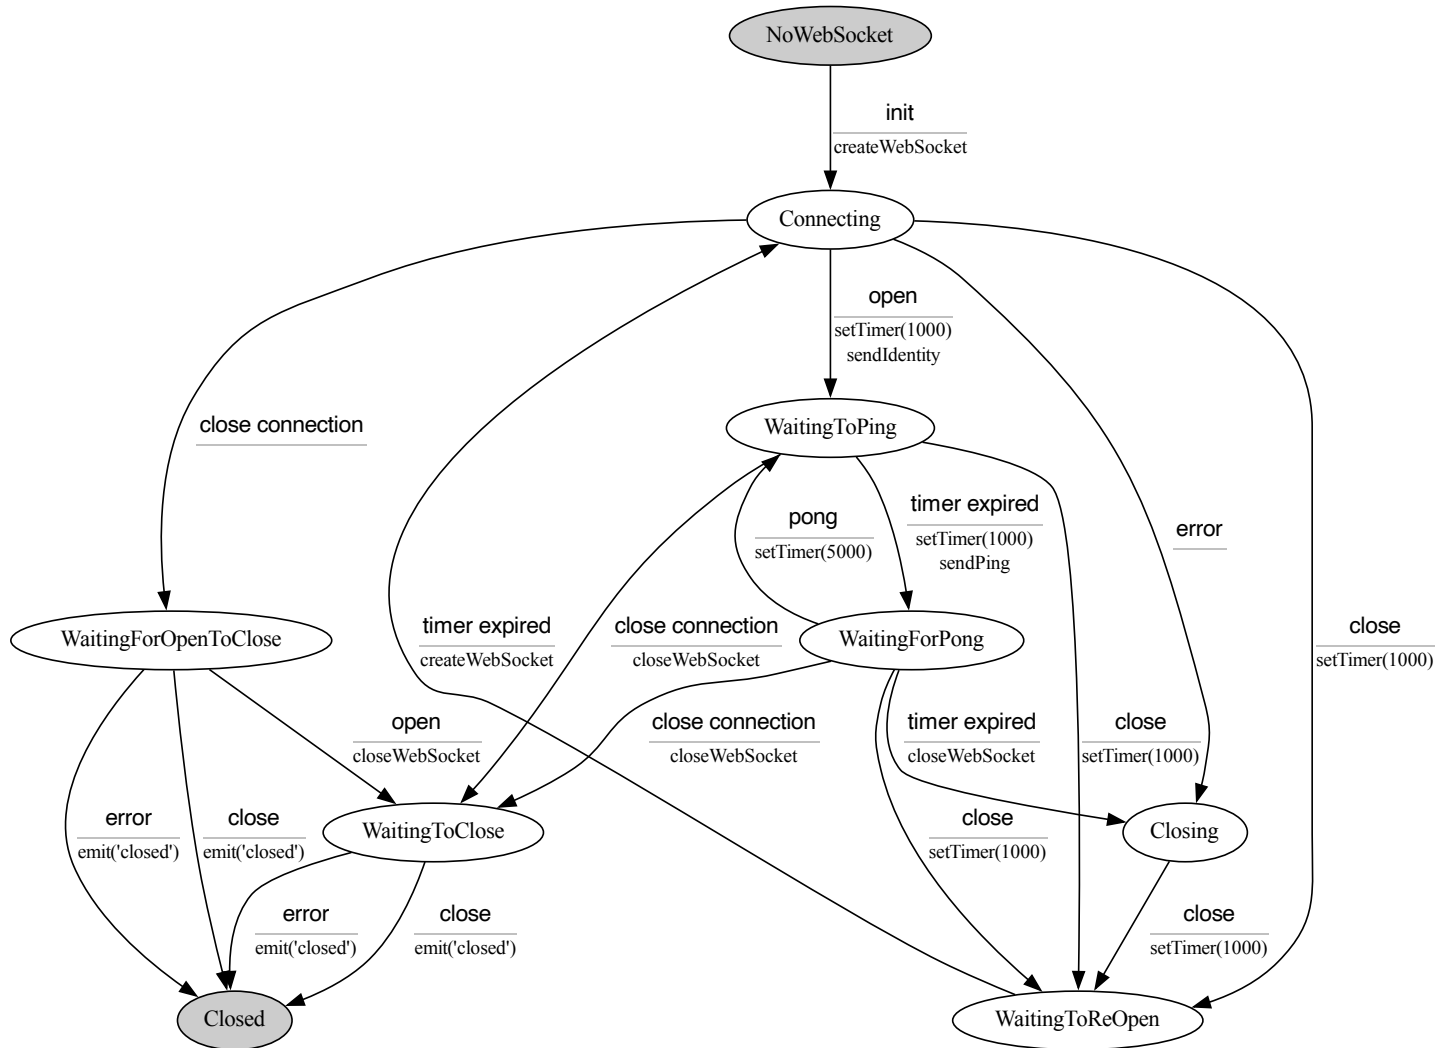 NoWebSocket
init
createWebSocket
Connecting
open
setTimer(1000)
sendIdentity
close connection
WaitingToPing
pong
setTimer(5000)
timer expired
setTimer(1000)
sendPing
error
WaitingForOpenToClose
timer expired
createWebSocket
close connection
closeWebSocket
WaitingForPong
close
setTimer(1000)
open
closeWebSocket
close connection
closeWebSocket
timer expired
closeWebSocket
close
setTimer(1000)
error
emit('closed')
close
emit('closed')
WaitingToClose
close
setTimer(1000)
Closing
error
emit('closed')
close
emit('closed')
close
setTimer(1000)
Closed
WaitingToReOpen